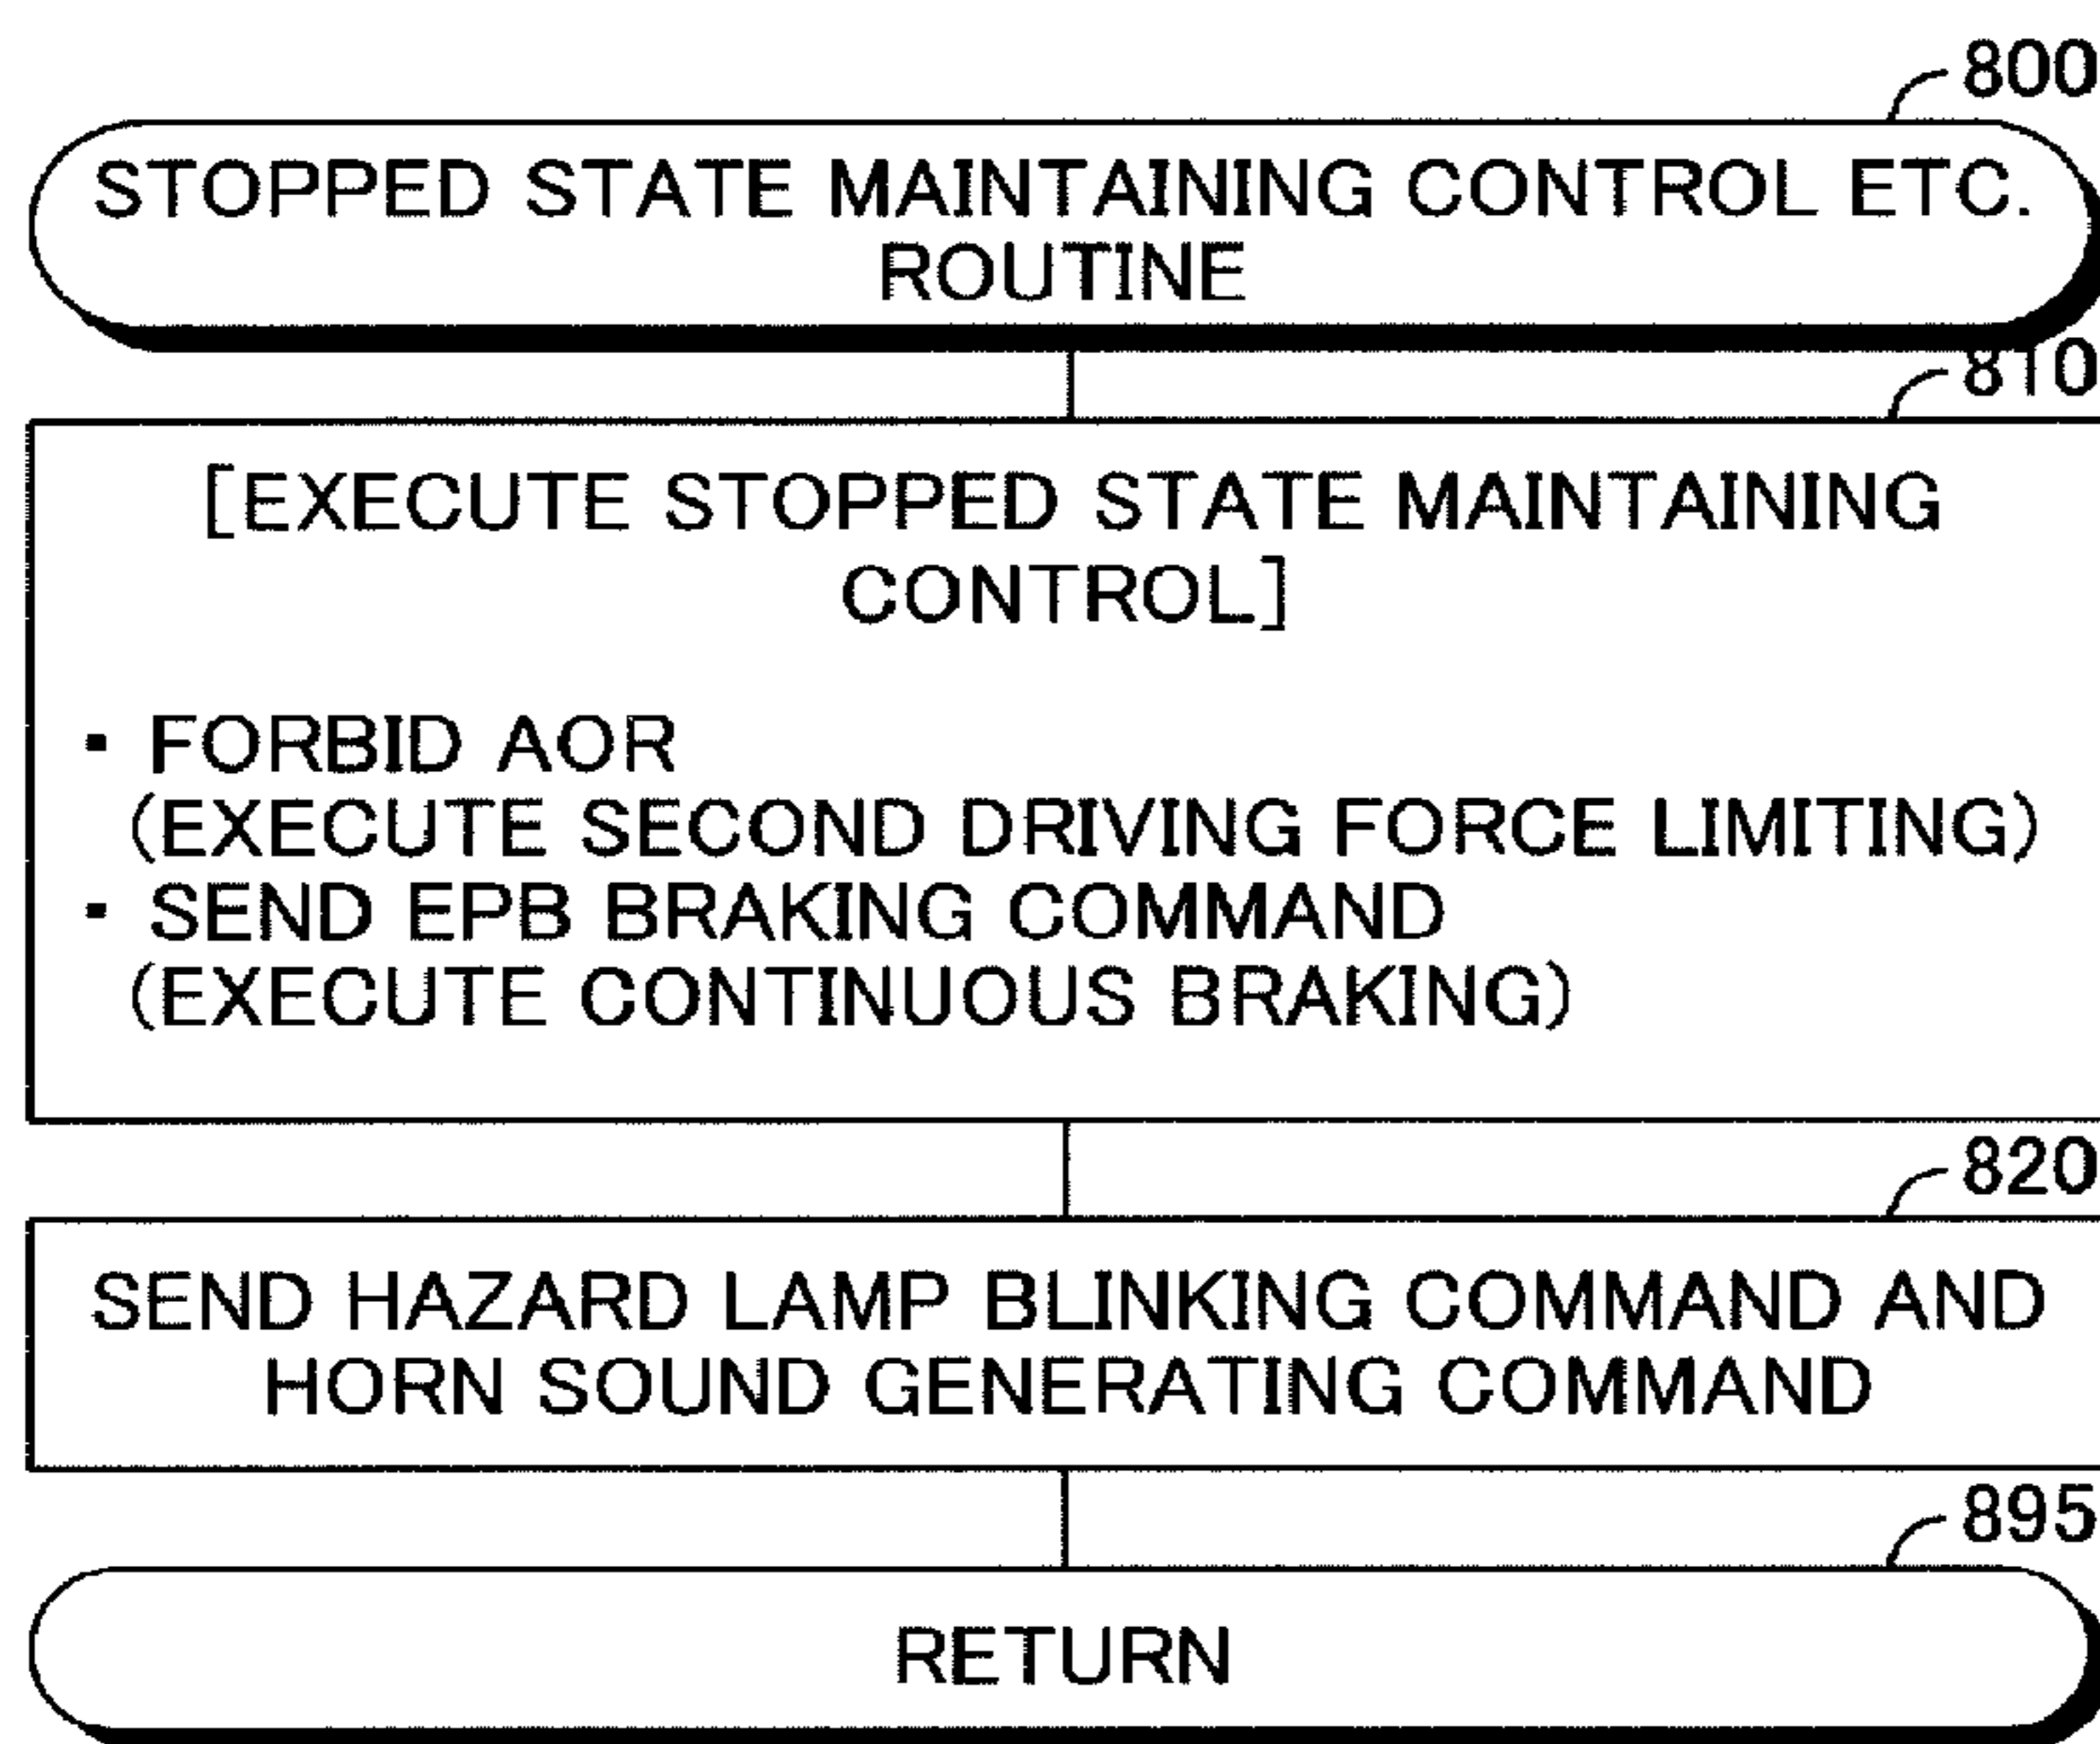 800
STOPPED STATE MAINTAINING CONTROL ETC.
ROUTINE
810
[EXECUTE STOPPED STATE MAINTAINING
CONTROL]
▪ FORBID AOR
(EXECUTE SECOND DRIVING FORCE LIMITING)
▪ SEND EPB BRAKING COMMAND
(EXECUTE CONTINUOUS BRAKING)
820
SEND HAZARD LAMP BLINKING COMMAND AND
HORN SOUND GENERATING COMMAND
895
RETURN